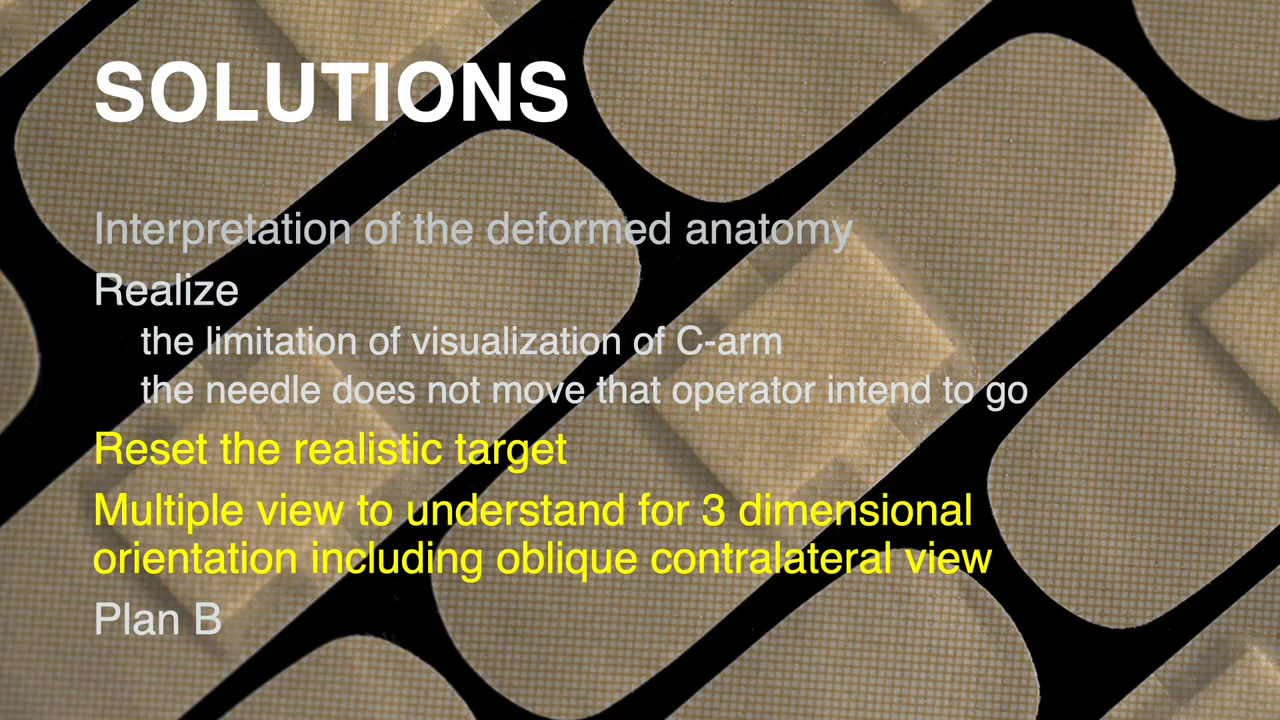 SOLUTIONS
Interpretation of the deformed anatomy
Realize
the limitation of visualization of C-arm
the needle does not move that operator intend to go
Reset the realistic target
Multiple view to understand for 3 dimensional
orientation including oblique contralateral view
Plan B